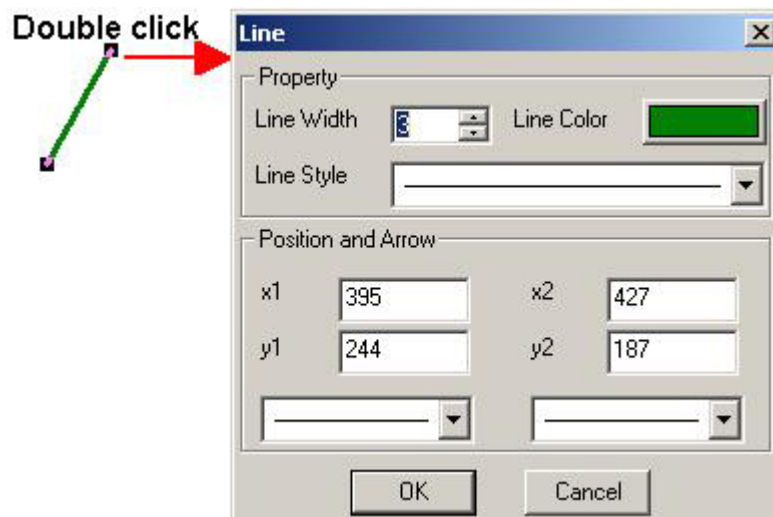 Double click
Line
Property
Line Width 3 Line Color
Line Style
Position and Arrow
x1 395 x2 427
y1 244 y2 187
OK Cancel